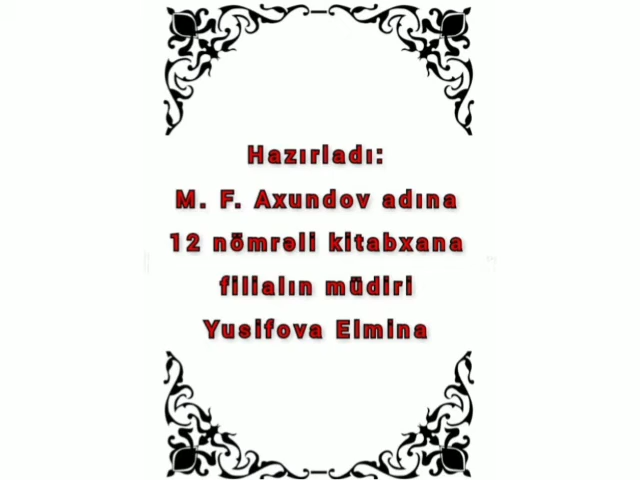 Hazırladı:
M. F. Axundov adına
12 nömrəli kitabxana
filialın müdiri
Yusifova Elmina